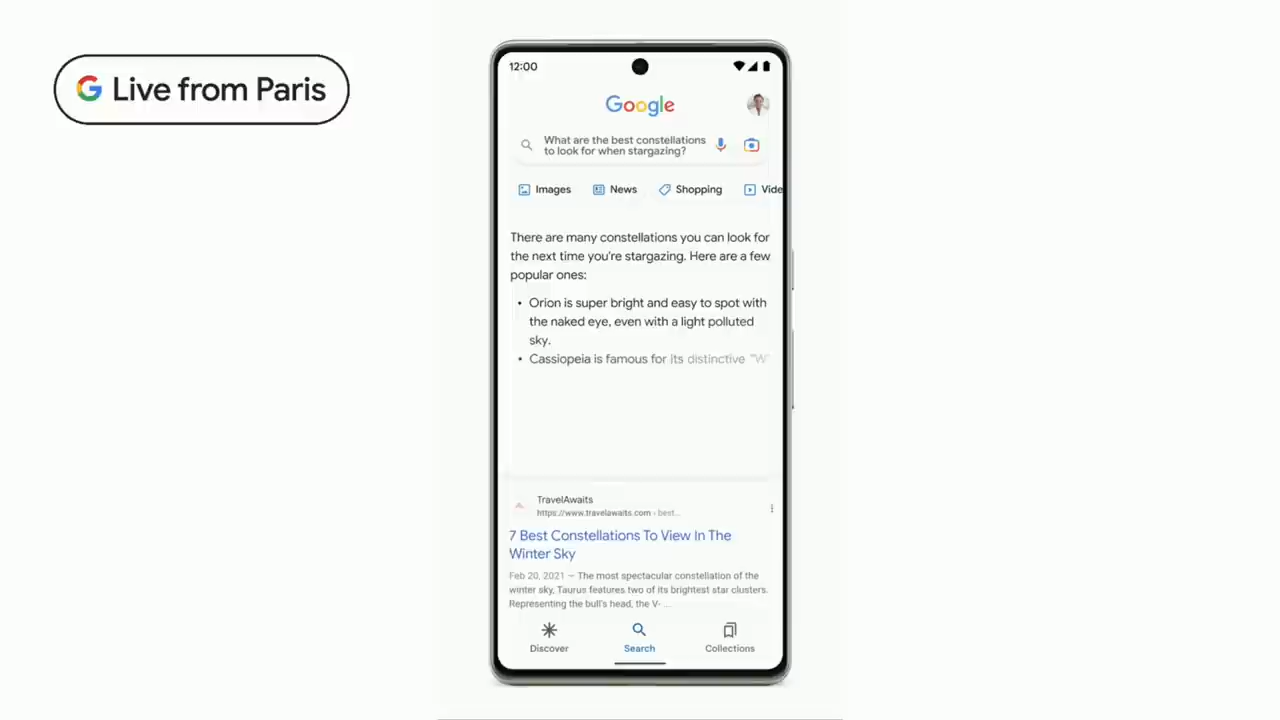 Live from Paris
12:00
Google
What are the best constellations
to look for when stargazing?
Images News Shopping Vide
There are many constellations you can look for
the next time you're stargazing. Here are a few
popular ones:
• Orion is super bright and easy to spot with
the naked eye, even with a light polluted
sky.
• Cassiopeia is famous for its distinctive "W"
TravelAwaits
https://www.travelawaits.com › best...
7 Best Constellations To View In The
Winter Sky
Feb 20, 2021 — The most spectacular constellation of the
winter sky, Taurus features two of its brightest star clusters.
Representing the bull's head, the V- ...
Discover Search Collections